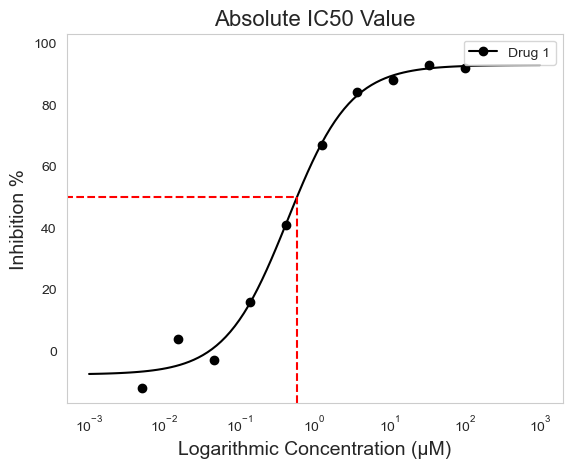 Absolute IC50 Value
Drug 1
Inhibition %
100
80
60
40
20
0
10⁻³ 10⁻² 10⁻¹ 10⁰ 10¹ 10² 10³
Logarithmic Concentration (µM)